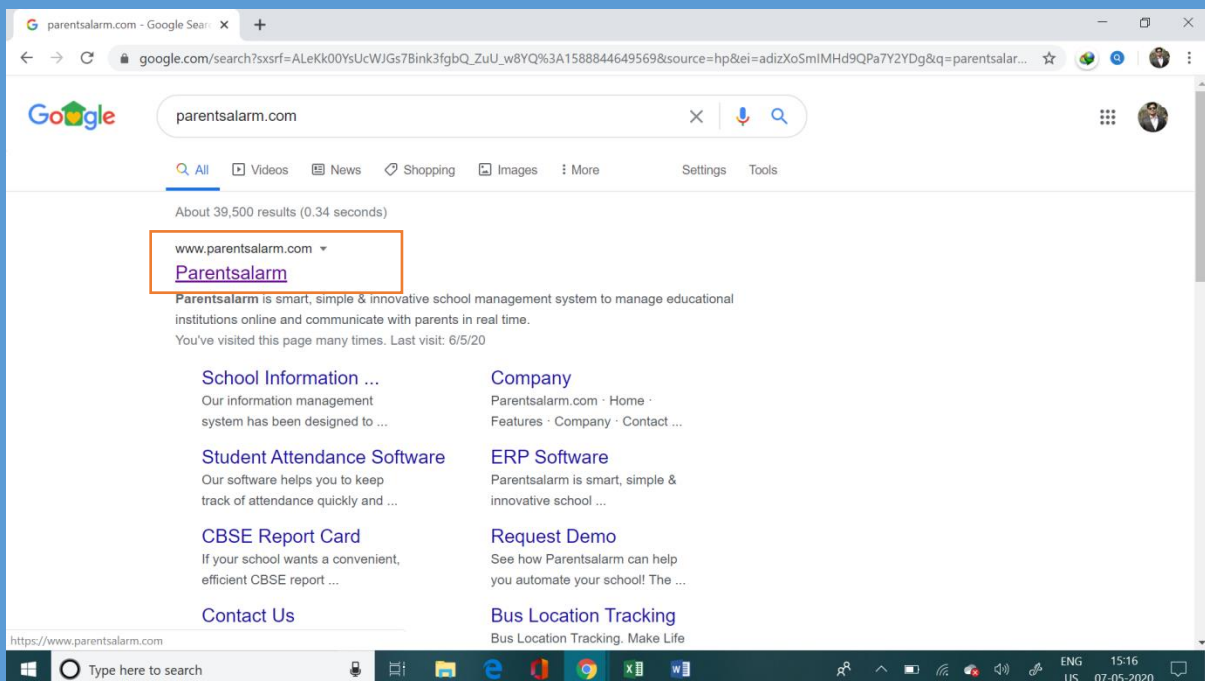 parentsalarm.com - Google Sear
google.com/search?sxsrf=ALeKk00YsUcWJGs7Bink3fgbQ_ZuU_w8YQ%3A1588844649569&source=hp&ei=adizXoSmIMHd9QPa7Y2YDg&q=parentsalar...
Google
parentsalarm.com
All Videos News Shopping Images More Settings Tools
About 39,500 results (0.34 seconds)
www.parentsalarm.com
Parentsalarm
Parentsalarm is smart, simple & innovative school management system to manage educational
institutions online and communicate with parents in real time.
You've visited this page many times. Last visit: 6/5/20
School Information ...
Our information management
system has been designed to ...
Company
Parentsalarm.com · Home ·
Features · Company · Contact ...
Student Attendance Software
Our software helps you to keep
track of attendance quickly and ...
ERP Software
Parentsalarm is smart, simple &
innovative school ...
CBSE Report Card
If your school wants a convenient,
efficient CBSE report ...
Request Demo
See how Parentsalarm can help
you automate your school! The ...
Contact Us
Bus Location Tracking
Bus Location Tracking. Make Life
https://www.parentsalarm.com
Type here to search
ENG
US
15:16
07-05-2020